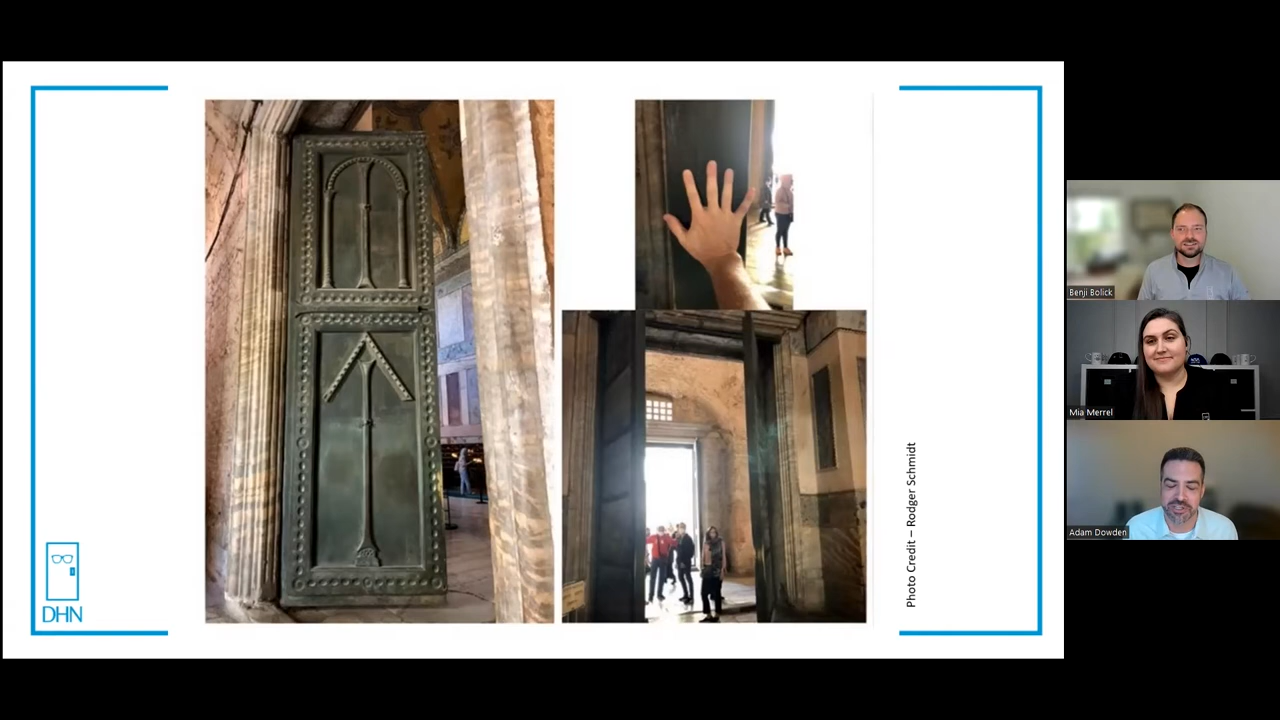 DHN
Photo Credit – Rodger Schmidt
Benji Bolick
Mia Merrel
Adam Dowden